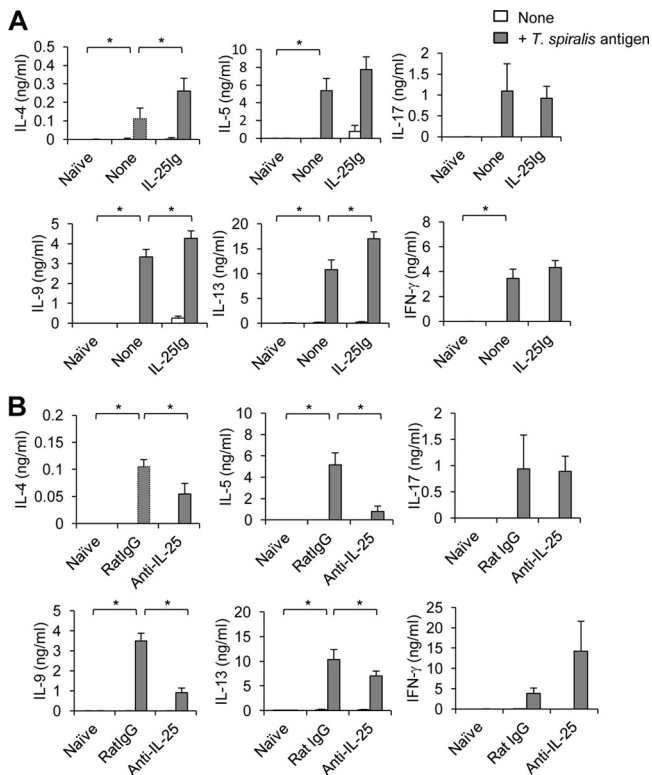 A
None
+ T. spiralis antigen
IL-4 (ng/ml)
0.5
0.4
0.3
0.2
0.1
0
* *
Naïve
None
IL-25Ig
IL-5 (ng/ml)
10
8
6
4
2
0
*
Naïve
None
IL-25Ig
IL-17 (ng/ml)
2
1.5
1
0.5
0
Naïve
None
IL-25Ig
IL-9 (ng/ml)
5
4
3
2
1
0
* *
Naïve
None
IL-25Ig
IL-13 (ng/ml)
20
15
10
5
0
* *
Naïve
None
IL-25Ig
IFN-γ (ng/ml)
8
6
4
2
0
*
Naïve
None
IL-25Ig
B
IL-4 (ng/ml)
0.2
0.15
0.1
0.05
0
* *
Naïve
RatIgG
Anti-IL-25
IL-5 (ng/ml)
10
8
6
4
2
0
* *
Naïve
RatIgG
Anti-IL-25
IL-17 (ng/ml)
2
1.5
1
0.5
0
Naïve
Rat IgG
Anti-IL-25
IL-9 (ng/ml)
5
4
3
2
1
0
* *
Naïve
RatIgG
Anti-IL-25
IL-13 (ng/ml)
20
15
10
5
0
* *
Naïve
Rat IgG
Anti-IL-25
IFN-γ (ng/ml)
25
20
15
10
5
0
Naïve
Rat IgG
Anti-IL-25